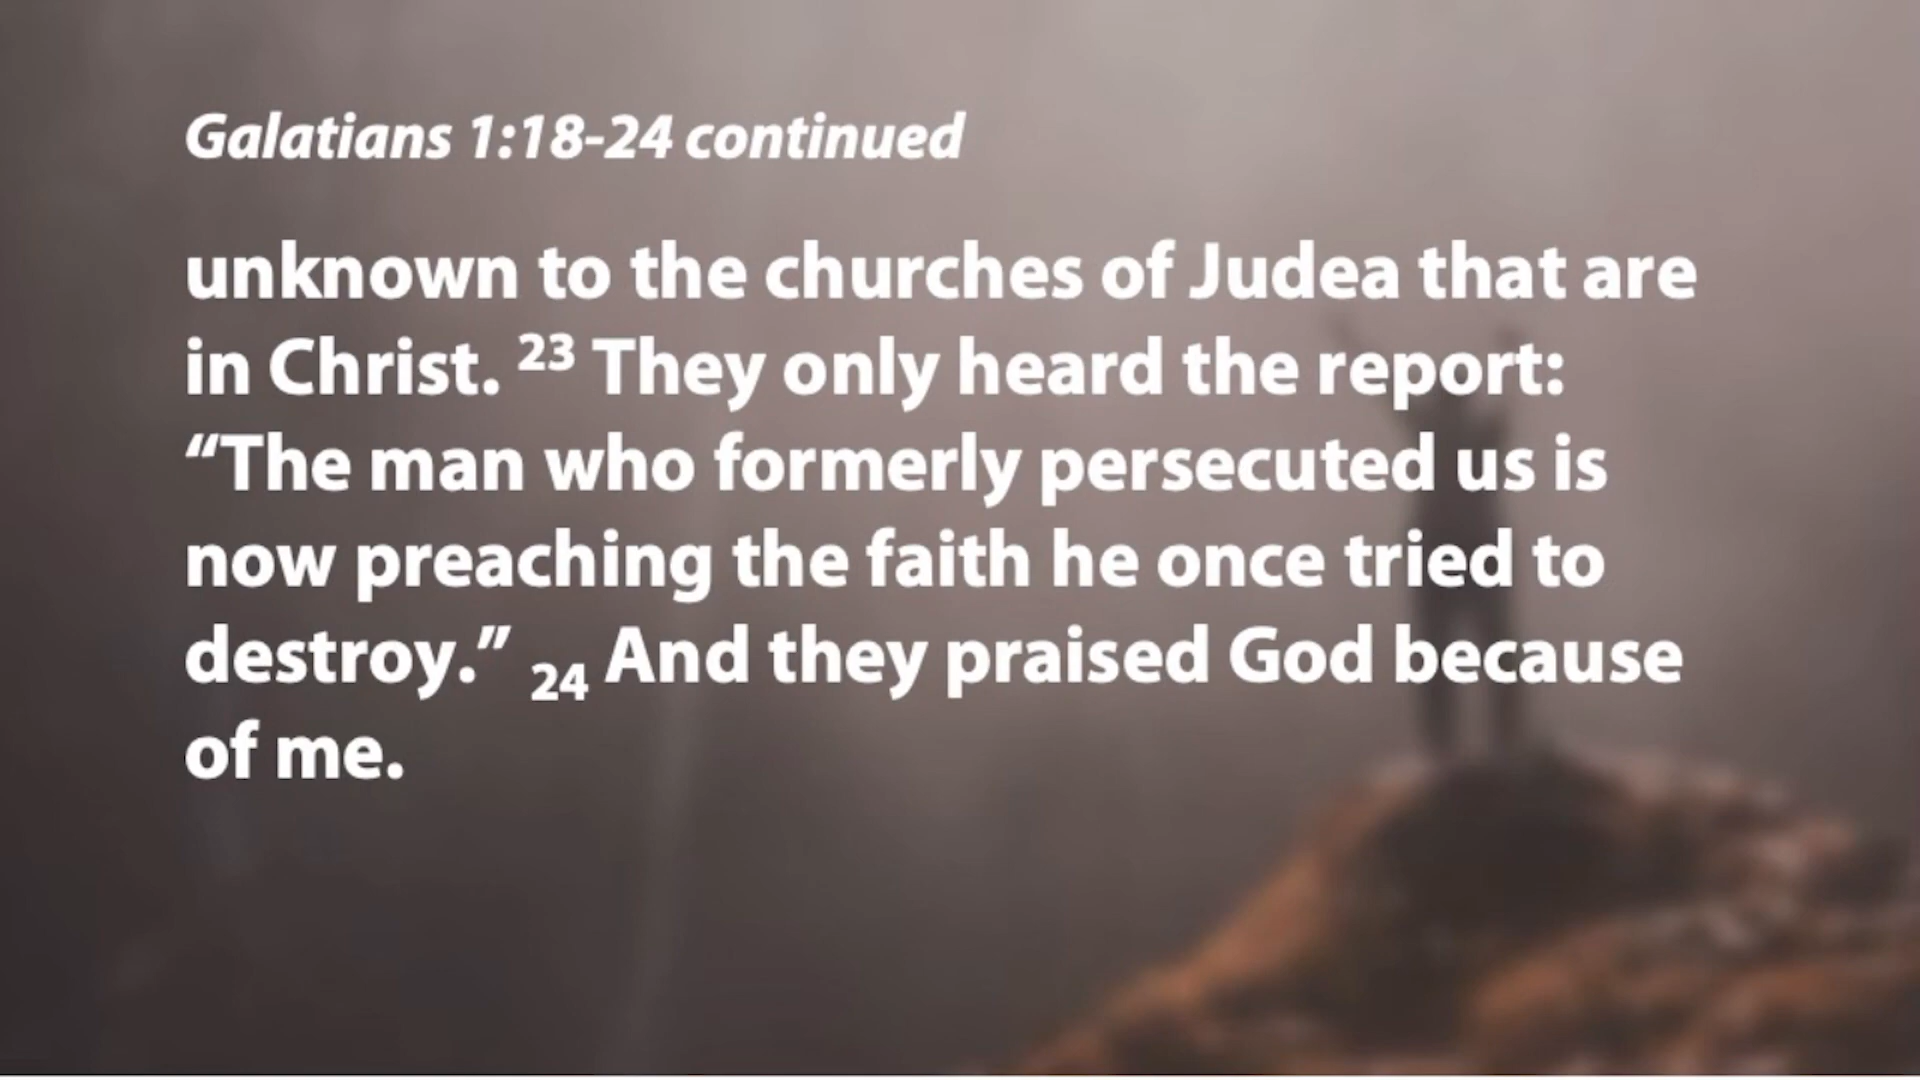 Galatians 1:18-24 continued
unknown to the churches of Judea that are
in Christ. 23 They only heard the report:
“The man who formerly persecuted us is
now preaching the faith he once tried to
destroy.” 24 And they praised God because
of me.